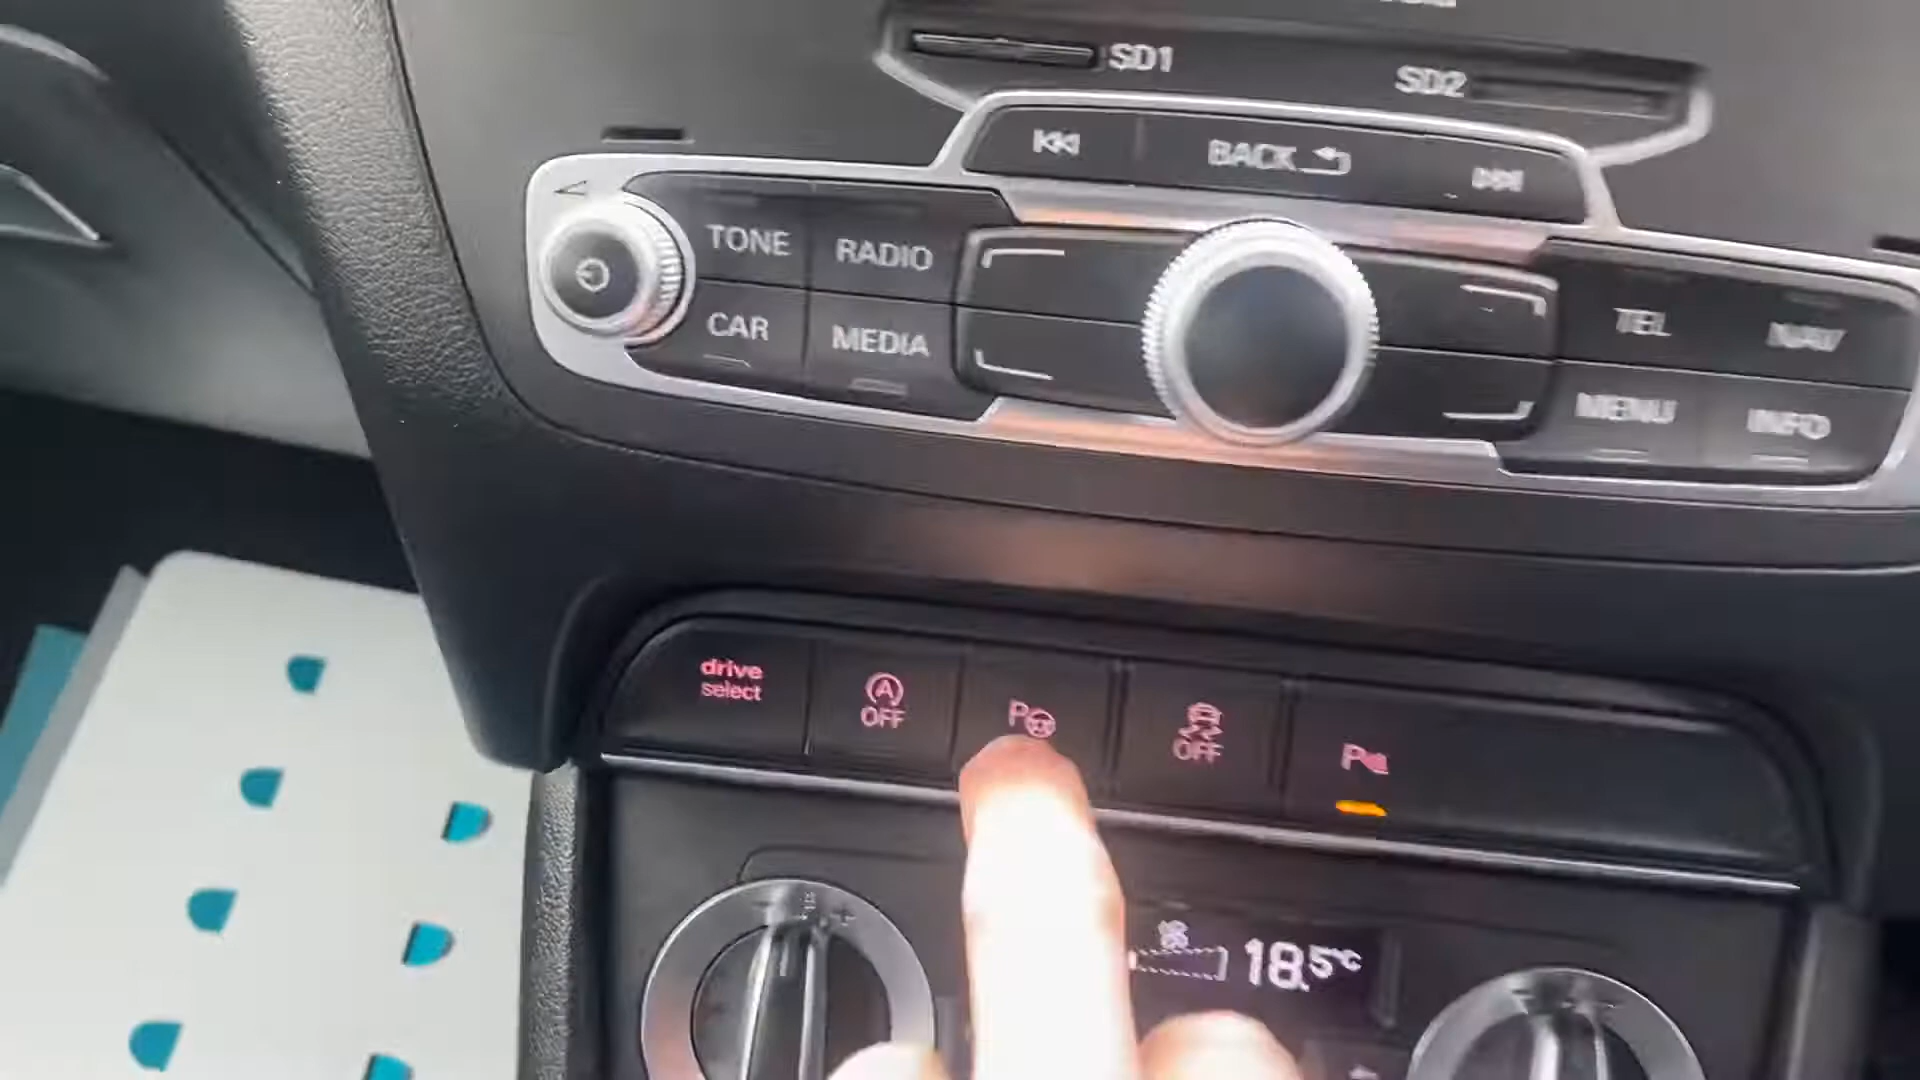 SD1
SD2
BACK
TONE
RADIO
CAR
MEDIA
TEL
NAV
MENU
INFO
drive
select
A
OFF
P
OFF
P
18.5°C